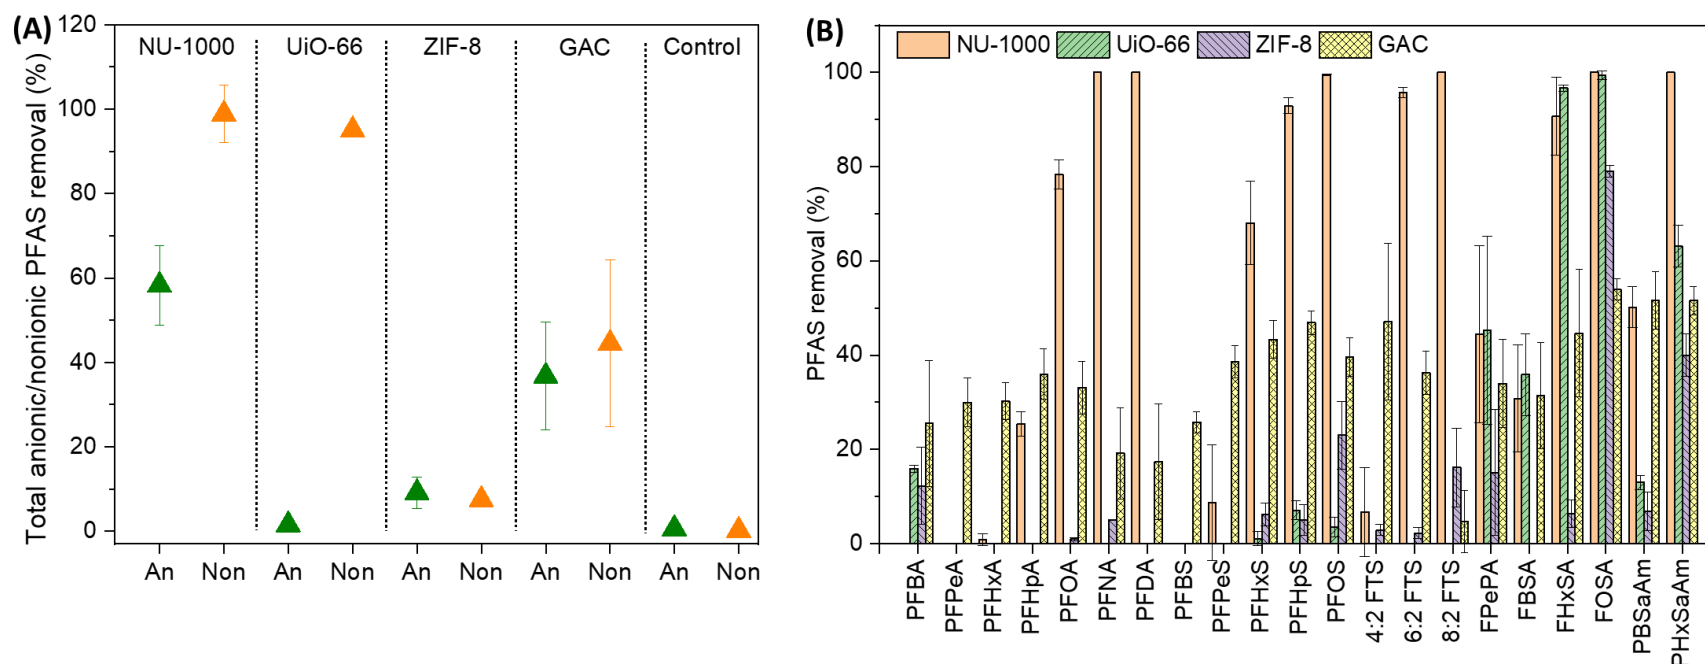 (A)
Total anionic/nonionic PFAS removal (%)
120
100
80
60
40
20
0
NU-1000 UiO-66 ZIF-8 GAC Control
An Non An Non An Non An Non An Non
(B)
NU-1000 UiO-66 ZIF-8 GAC
PFAS removal (%)
100
80
60
40
20
0
PFBA
PFPeA
PFHxA
PFHpA
PFOA
PFNA
PFDA
PFBS
PFPeS
PFHxS
PFHpS
PFOS
4:2 FTS
6:2 FTS
8:2 FTS
FPePA
FBSA
FHxSA
FOSA
PBSaAm
PHxSaAm